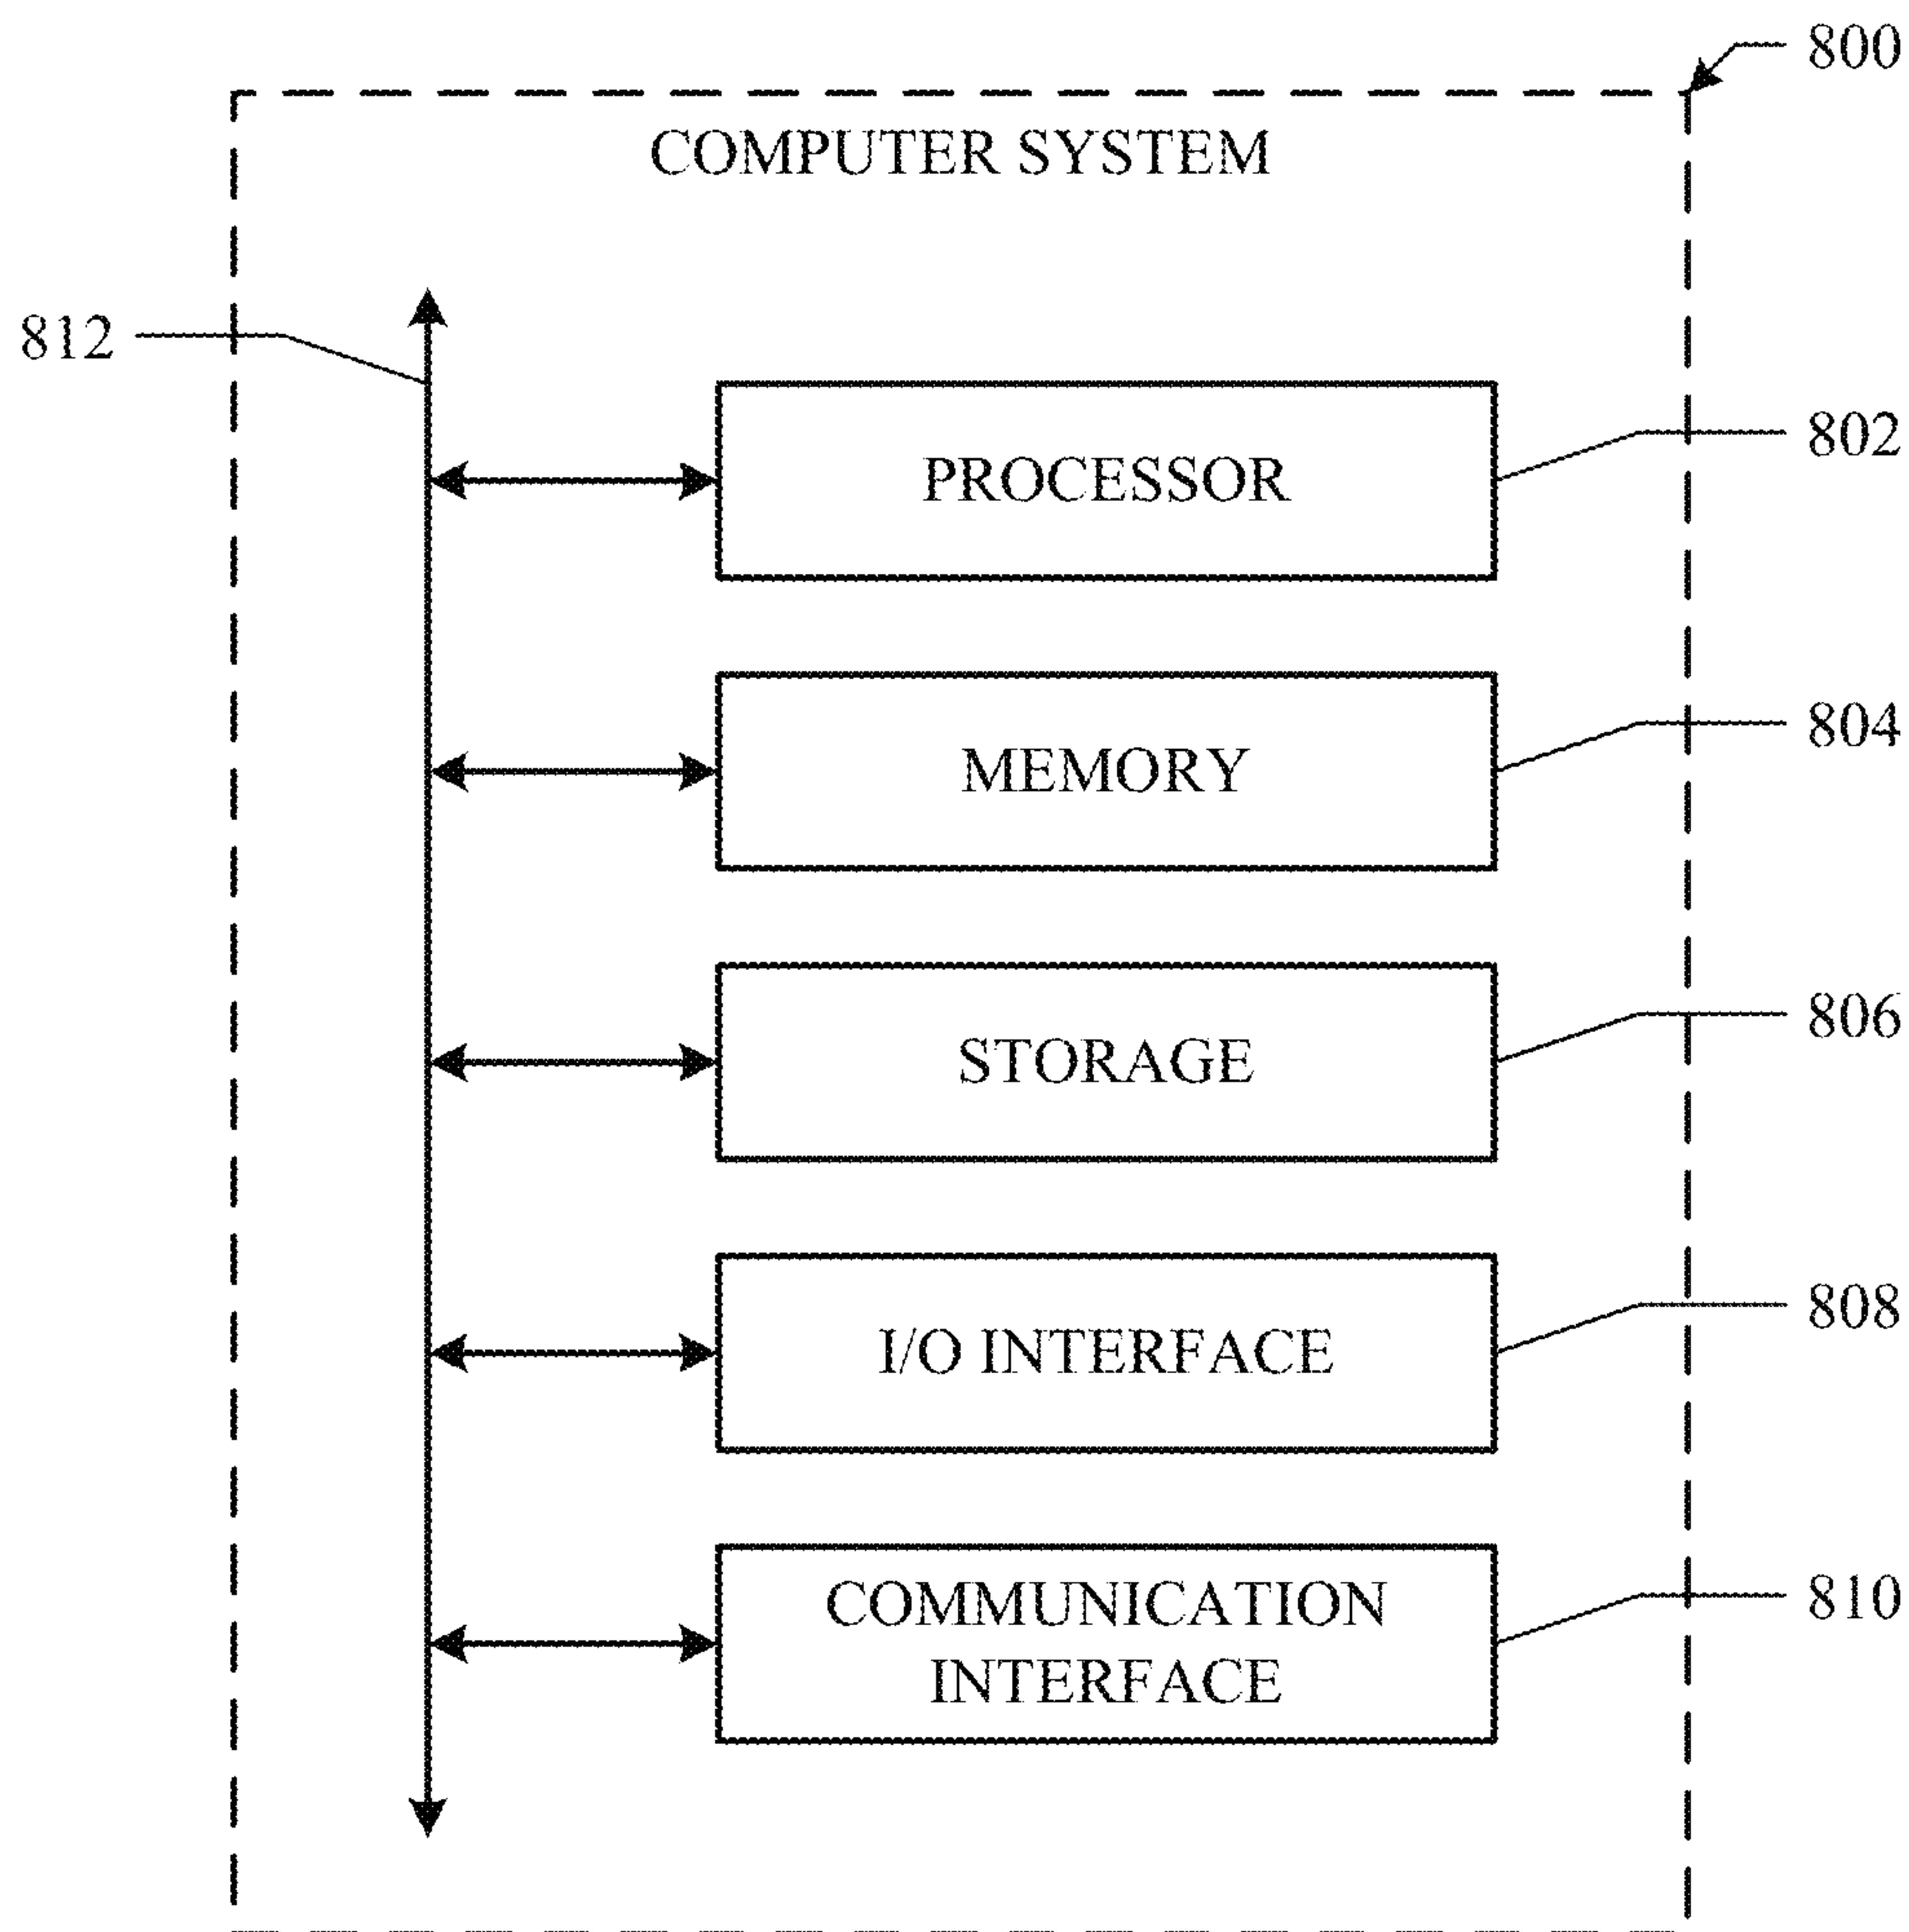 800
COMPUTER SYSTEM
812
802
PROCESSOR
804
MEMORY
806
STORAGE
808
I/O INTERFACE
810
COMMUNICATION
INTERFACE